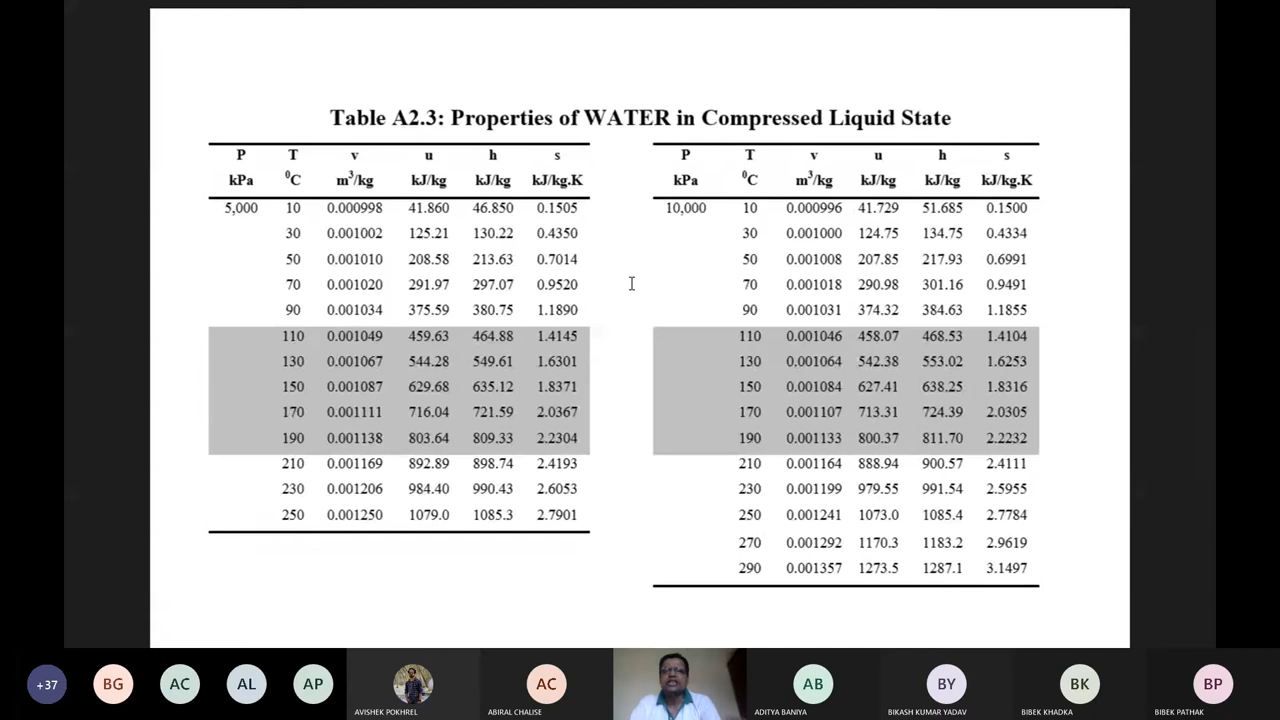 Table A2.3: Properties of WATER in Compressed Liquid State
P T v u h s
kPa ⁰C m³/kg kJ/kg kJ/kg kJ/kg.K
5,000 10 0.000998 41.860 46.850 0.1505
30 0.001002 125.21 130.22 0.4350
50 0.001010 208.58 213.63 0.7014
70 0.001020 291.97 297.07 0.9520
90 0.001034 375.59 380.75 1.1890
110 0.001049 459.63 464.88 1.4145
130 0.001067 544.28 549.61 1.6301
150 0.001087 629.68 635.12 1.8371
170 0.001111 716.04 721.59 2.0367
190 0.001138 803.64 809.33 2.2304
210 0.001169 892.89 898.74 2.4193
230 0.001206 984.40 990.43 2.6053
250 0.001250 1079.0 1085.3 2.7901
P T v u h s
kPa ⁰C m³/kg kJ/kg kJ/kg kJ/kg.K
10,000 10 0.000996 41.729 51.685 0.1500
30 0.001000 124.75 134.75 0.4334
50 0.001008 207.85 217.93 0.6991
70 0.001018 290.98 301.16 0.9491
90 0.001031 374.32 384.63 1.1855
110 0.001046 458.07 468.53 1.4104
130 0.001064 542.38 553.02 1.6253
150 0.001084 627.41 638.25 1.8316
170 0.001107 713.31 724.39 2.0305
190 0.001133 800.37 811.70 2.2232
210 0.001164 888.94 900.57 2.4111
230 0.001199 979.55 991.54 2.5955
250 0.001241 1073.0 1085.4 2.7784
270 0.001292 1170.3 1183.2 2.9619
290 0.001357 1273.5 1287.1 3.1497
+37 BG AC AL AP AC AB BY BK BP
AVISHEK POKHREL ABIRAL CHALISE ADITYA BANIYA BIKASH KUMAR YADAV BIBEK KHADKA BIBEK PATHAK